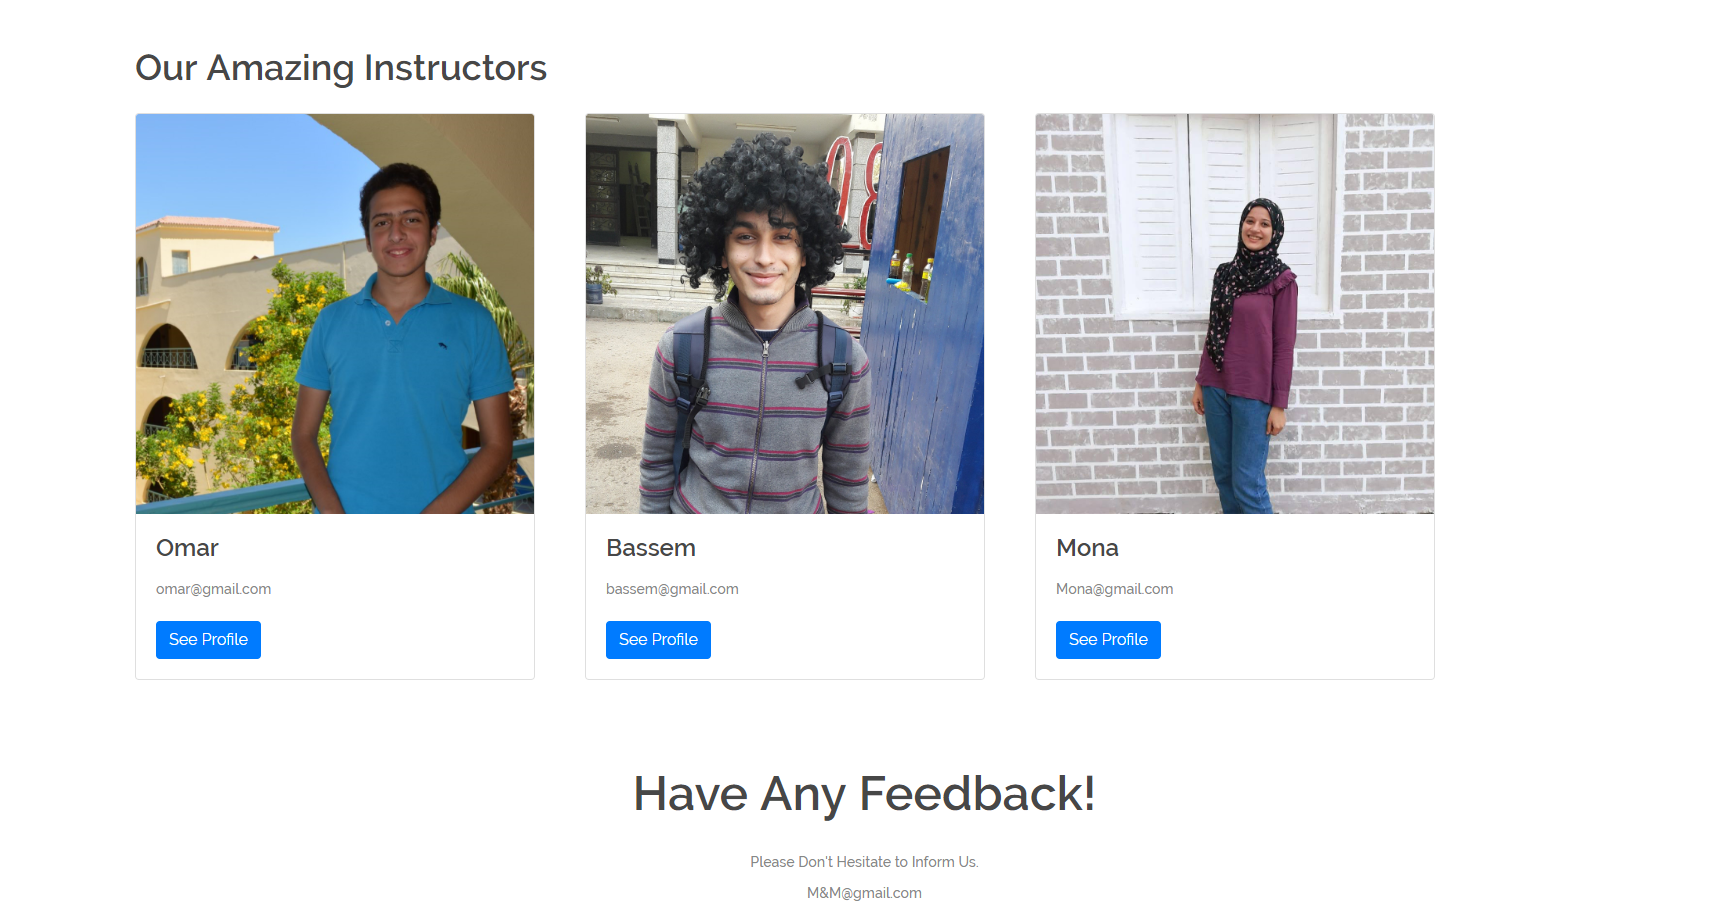 Our Amazing Instructors
Omar
omar@gmail.com
See Profile
Bassem
bassem@gmail.com
See Profile
Mona
Mona@gmail.com
See Profile
Have Any Feedback!
Please Don't Hesitate to Inform Us.
M&M@gmail.com